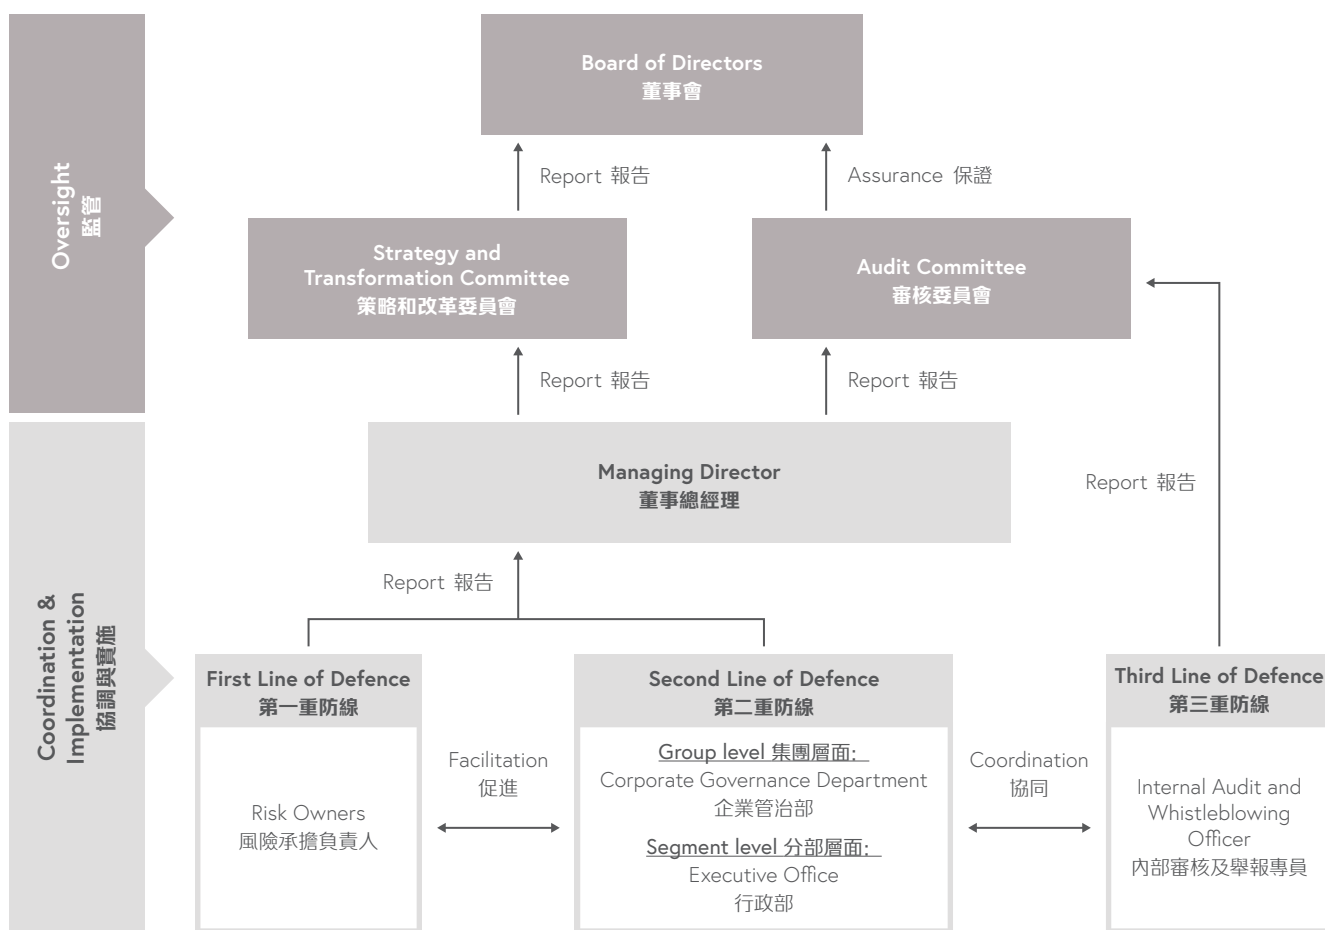 Board of Directors
董事會
Report 報告
Assurance 保證
Oversight
監管
Strategy and
Transformation Committee
策略和改革委員會
Audit Committee
審核委員會
Report 報告
Report 報告
Managing Director
董事總經理
Report 報告
Report 報告
Coordination &
Implementation
協調與實施
First Line of Defence
第一重防線
Risk Owners
風險承擔負責人
Facilitation
促進
Second Line of Defence
第二重防線
Group level 集團層面:
Corporate Governance Department
企業管治部
Segment level 分部層面:
Executive Office
行政部
Coordination
協同
Third Line of Defence
第三重防線
Internal Audit and
Whistleblowing
Officer
內部審核及舉報專員